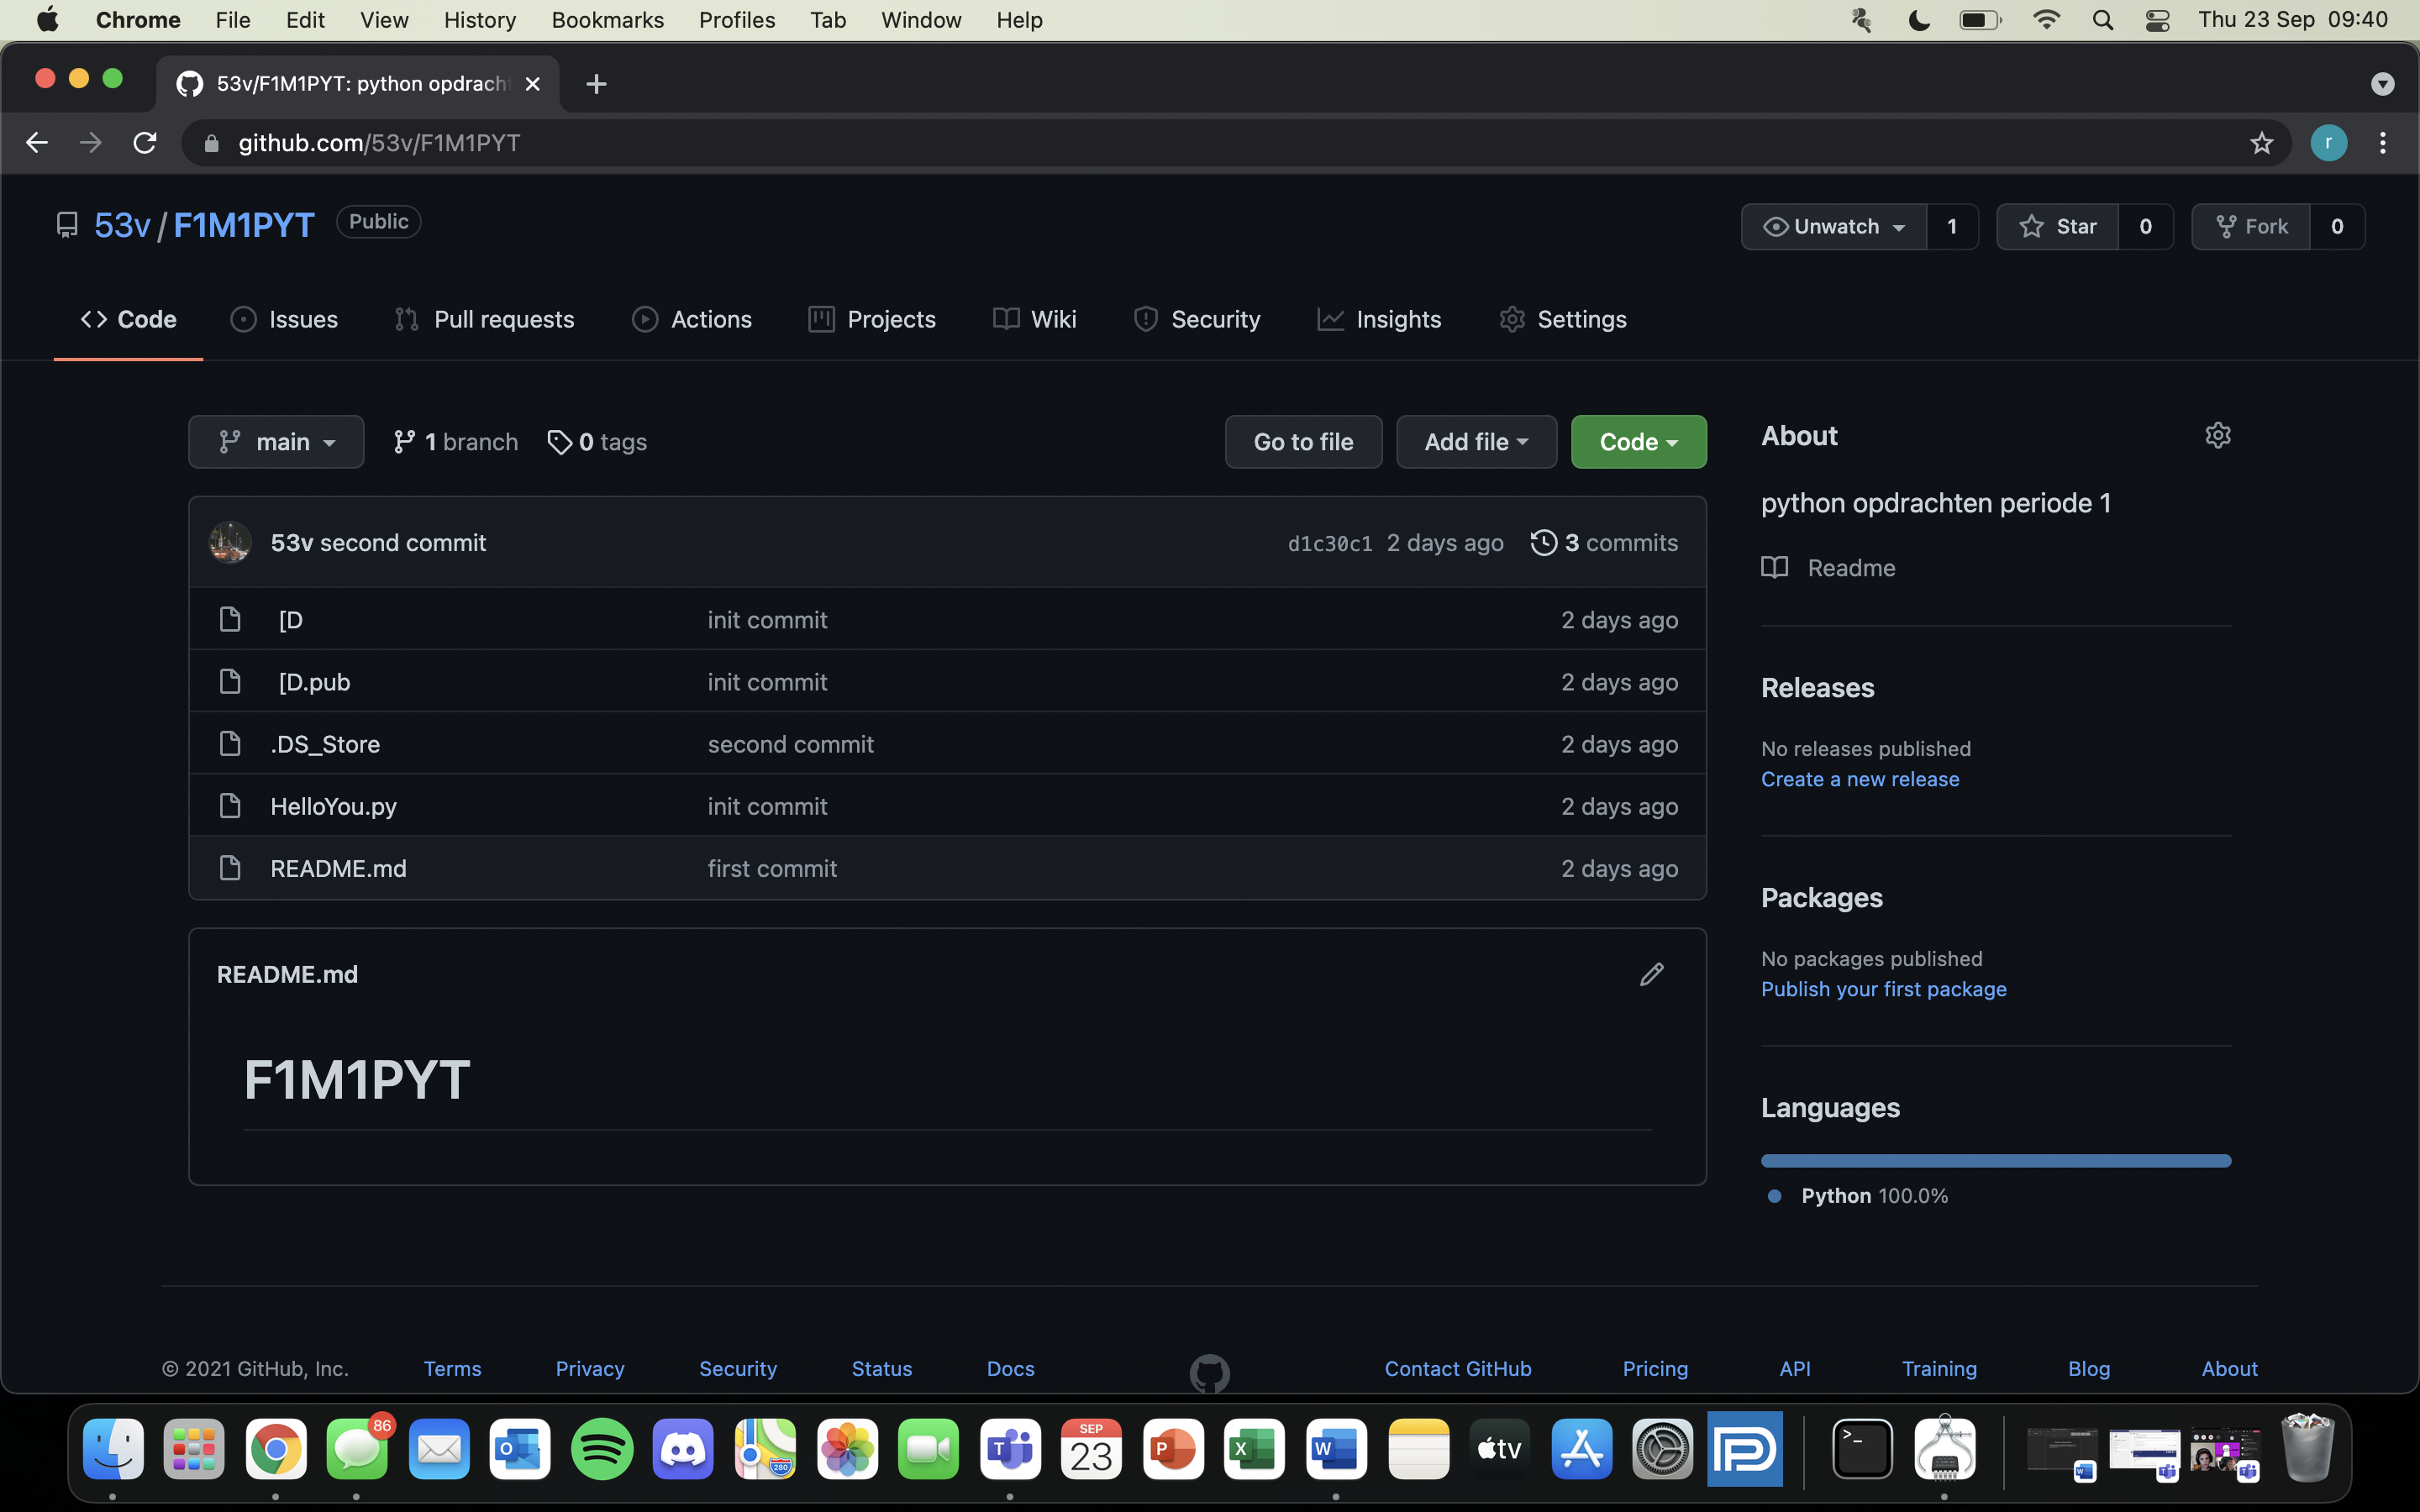 Chrome File Edit View History Bookmarks Profiles Tab Window Help Thu 23 Sep 09:40
53v/F1M1PYT: python opdracht
github.com/53v/F1M1PYT r
53v / F1M1PYT Public Unwatch 1 Star 0 Fork 0
Code Issues Pull requests Actions Projects Wiki Security Insights Settings
main 1 branch 0 tags Go to file Add file Code
53v second commit d1c30c1 2 days ago 3 commits
[D init commit 2 days ago
[D.pub init commit 2 days ago
.DS_Store second commit 2 days ago
HelloYou.py init commit 2 days ago
README.md first commit 2 days ago
README.md
F1M1PYT
About
python opdrachten periode 1
Readme
Releases
No releases published
Create a new release
Packages
No packages published
Publish your first package
Languages
Python 100.0%
© 2021 GitHub, Inc. Terms Privacy Security Status Docs Contact GitHub Pricing API Training Blog About
86 O 280 T SEP 23 P X W tv >_